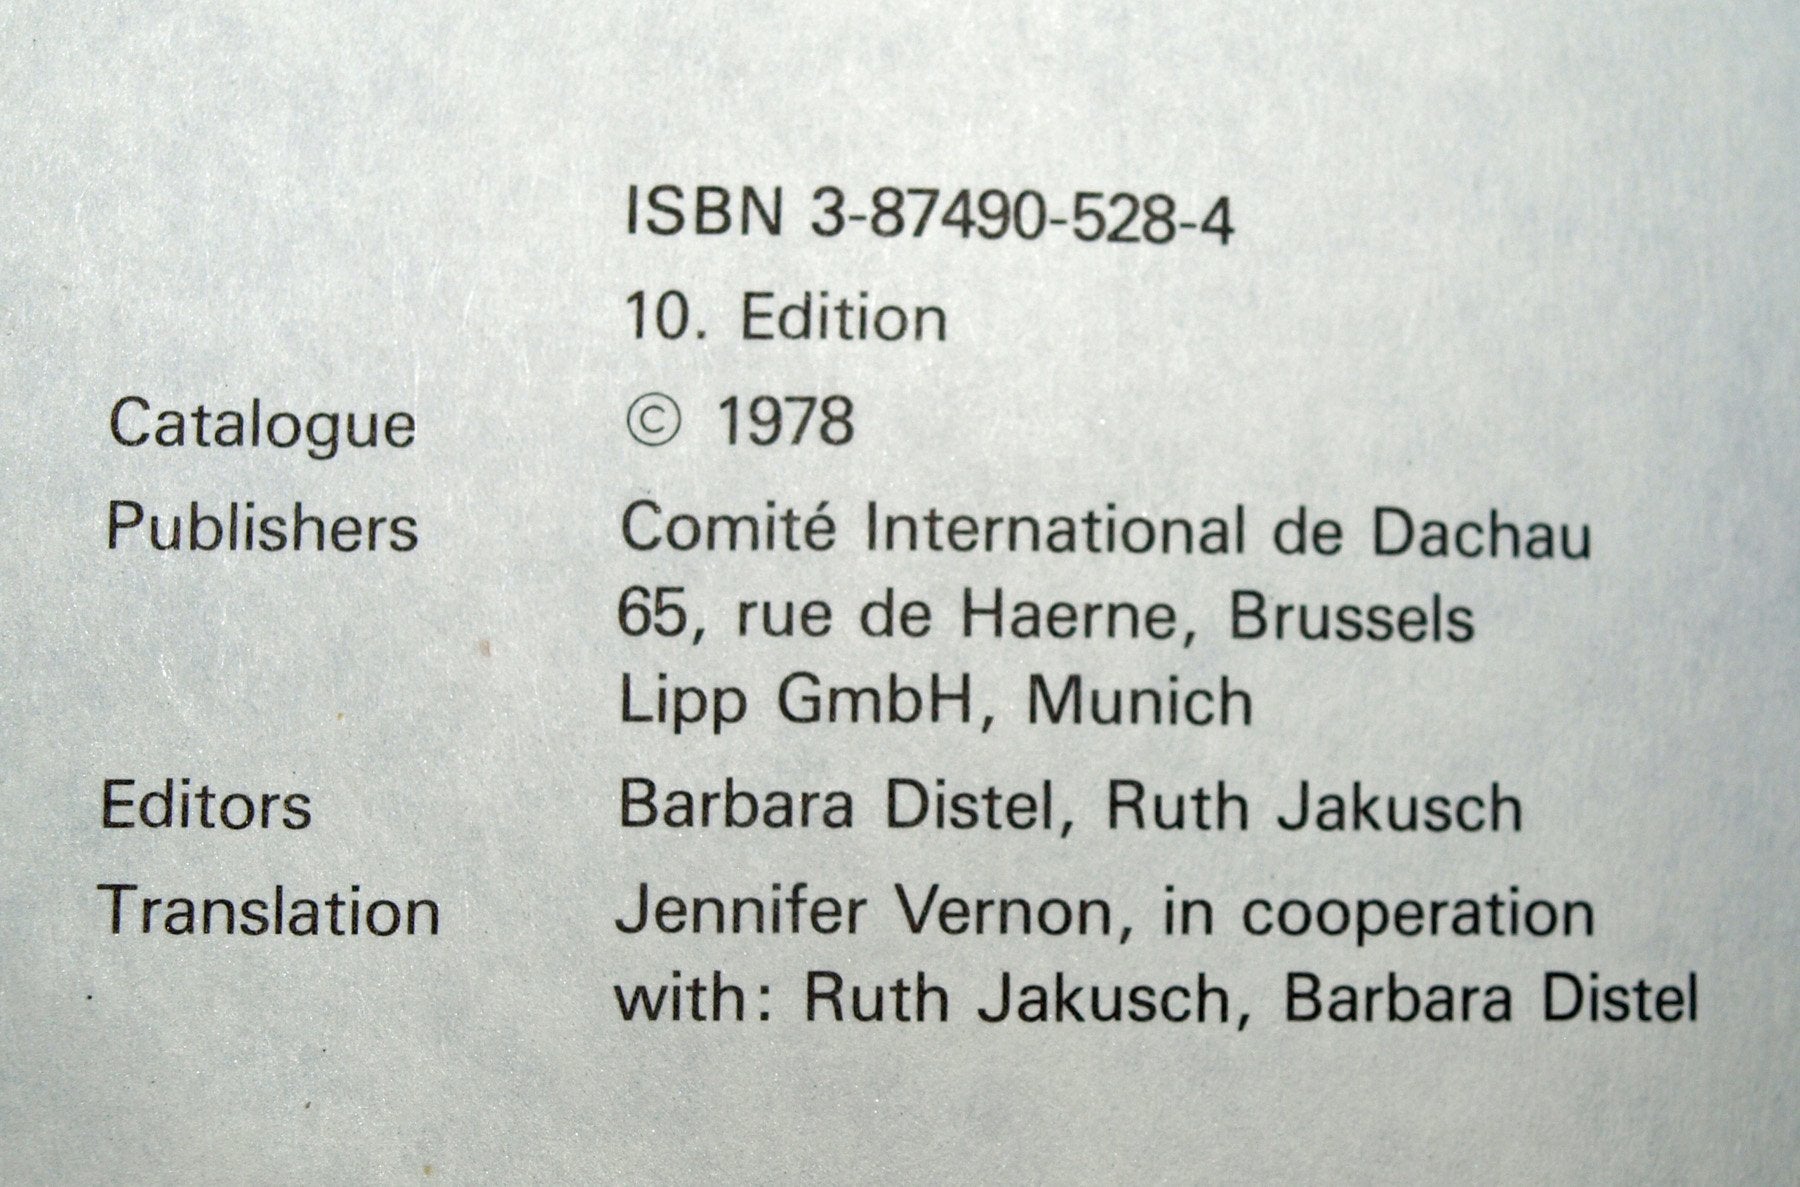 ISBN 3-87490-528-4
10. Edition
Catalogue © 1978
Publishers Comité International de Dachau
65, rue de Haerne, Brussels
Lipp GmbH, Munich
Editors Barbara Distel, Ruth Jakusch
Translation Jennifer Vernon, in cooperation
with: Ruth Jakusch, Barbara Distel